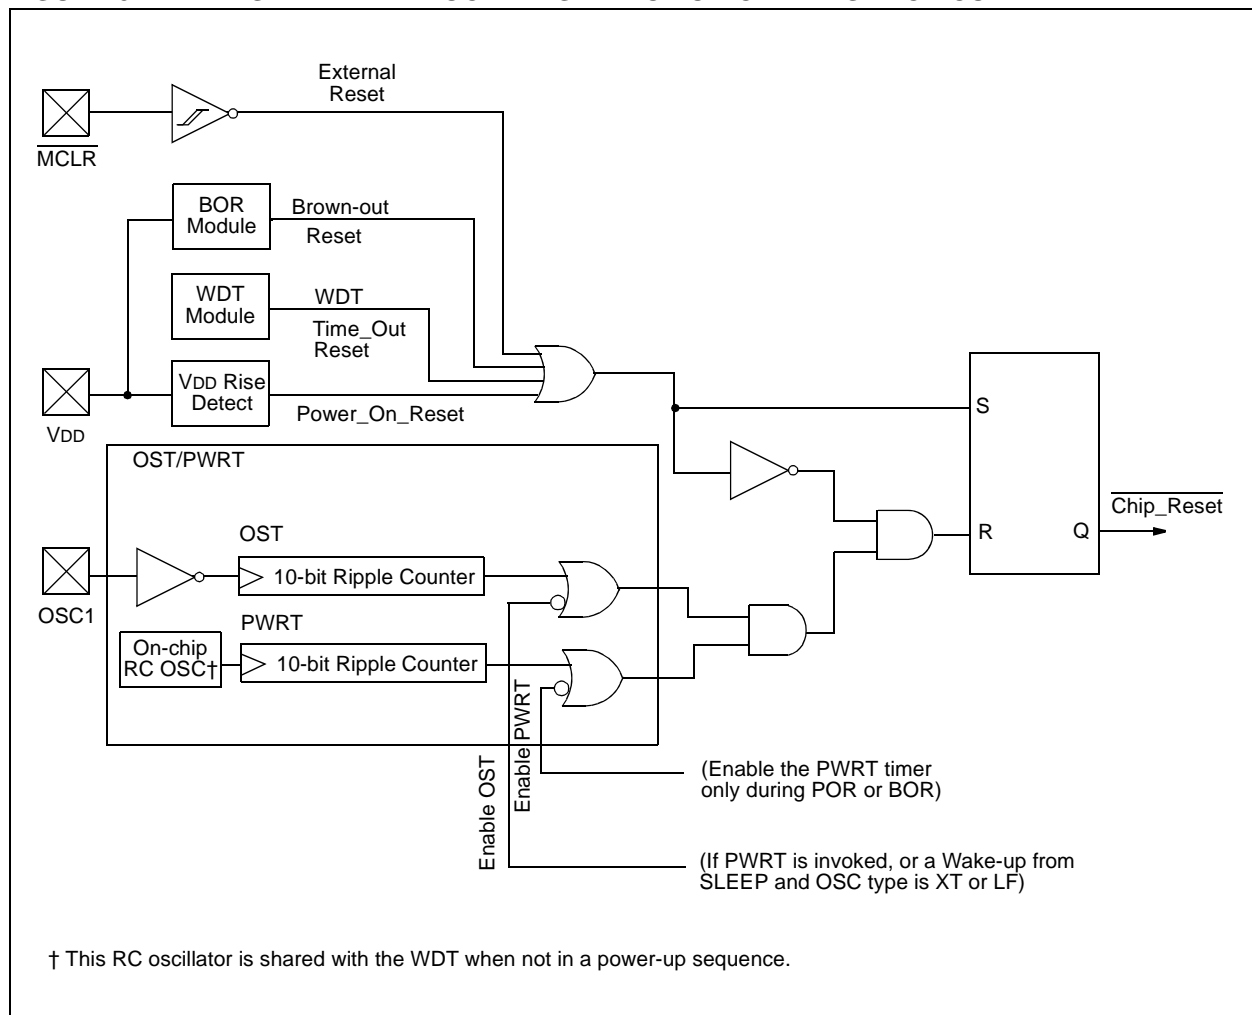 External
Reset
MCLR
BOR
Module
Brown-out
Reset
WDT
Module
WDT
Time_Out
Reset
VDD Rise
Detect
Power_On_Reset
VDD
S
R
Q
Chip_Reset
OST/PWRT
OST
10-bit Ripple Counter
OSC1
PWRT
On-chip
RC OSC†
10-bit Ripple Counter
Enable OST
Enable PWRT
(Enable the PWRT timer
only during POR or BOR)
(If PWRT is invoked, or a Wake-up from
SLEEP and OSC type is XT or LF)
† This RC oscillator is shared with the WDT when not in a power-up sequence.